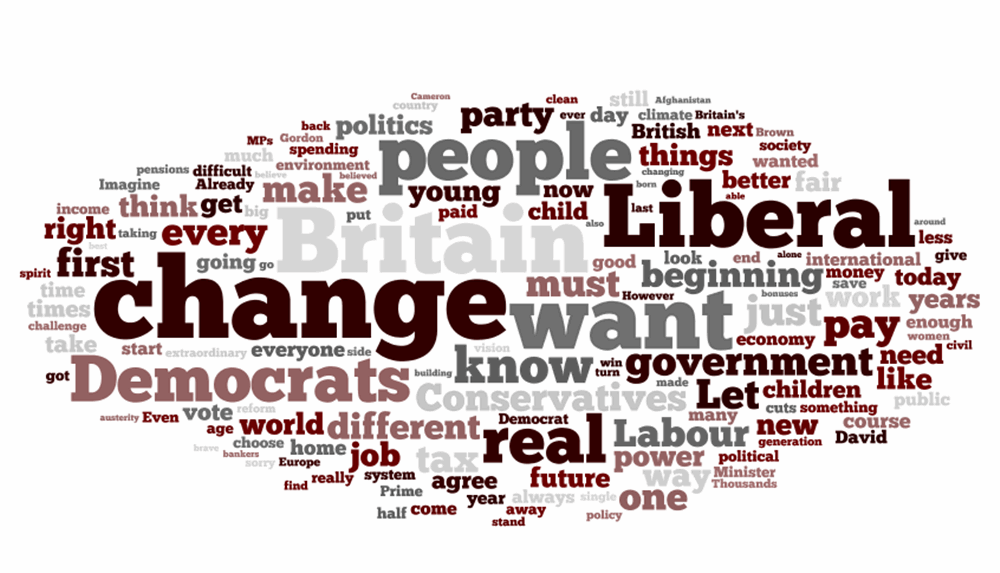 Cameron
country
clean
still
Afghanistan
party
ever
day
climate
Britain's
back
politics
people
British
next
Brown
MPs
Gordon
spending
much
environment
things
society
wanted
changing
pensions
difficult
believe
believed
Imagine
Already
make
young
now
born
better
fair
able
income
think
get
big
put
paid
child
also
Liberal
last
right
taking
every
Britain
around
less
best
first
going
go
good
look
end
alone
international
give
spirit
change
must
beginning
money
today
save
time
However
bonuses
work
years
times
want
just
pay
enough
challenge
women
civil
take
start
extraordinary
everyone
side
vision
economy
know
win
turn
government
need
got
Democrats
building
made
like
Conservatives
Let
children
public
cuts
something
austerity
Even
vote
reform
age
world
different
Democrat
real
Labour
many
new
course
generation
David
brave
choose
bankers
home
sorry
Europe
job
tax
power
political
find
really
system
agree
future
way
Minister
Thousands
Prime
year
always
single
one
half
come
away
stand
policy